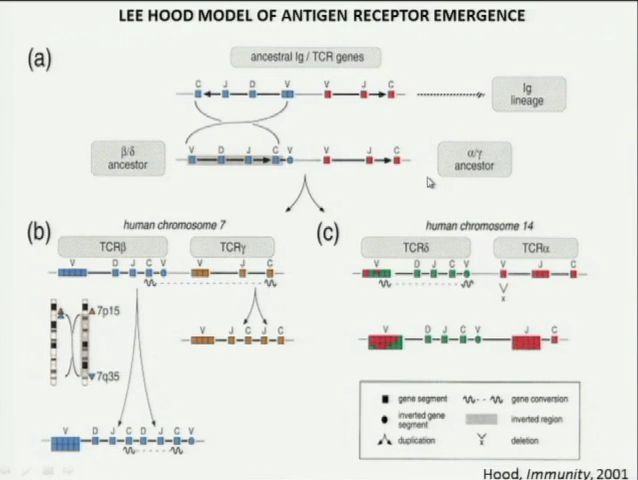 LEE HOOD MODEL OF ANTIGEN RECEPTOR EMERGENCE
(a)
ancestral Ig / TCR genes
C J D V V J C
Ig
lineage
β/δ
ancestor
V D J C V V J C
α/γ
ancestor
(b)
human chromosome 7
TCRβ TCRγ
V D J C V V J C
7p15
7q35
V J C J C
V D J C D J C V
(c)
human chromosome 14
TCRδ TCRα
V D J C V V J C
x
V D J C V J C
gene segment
gene conversion
inverted gene
segment
inverted region
duplication
x
deletion
Hood, Immunity, 2001